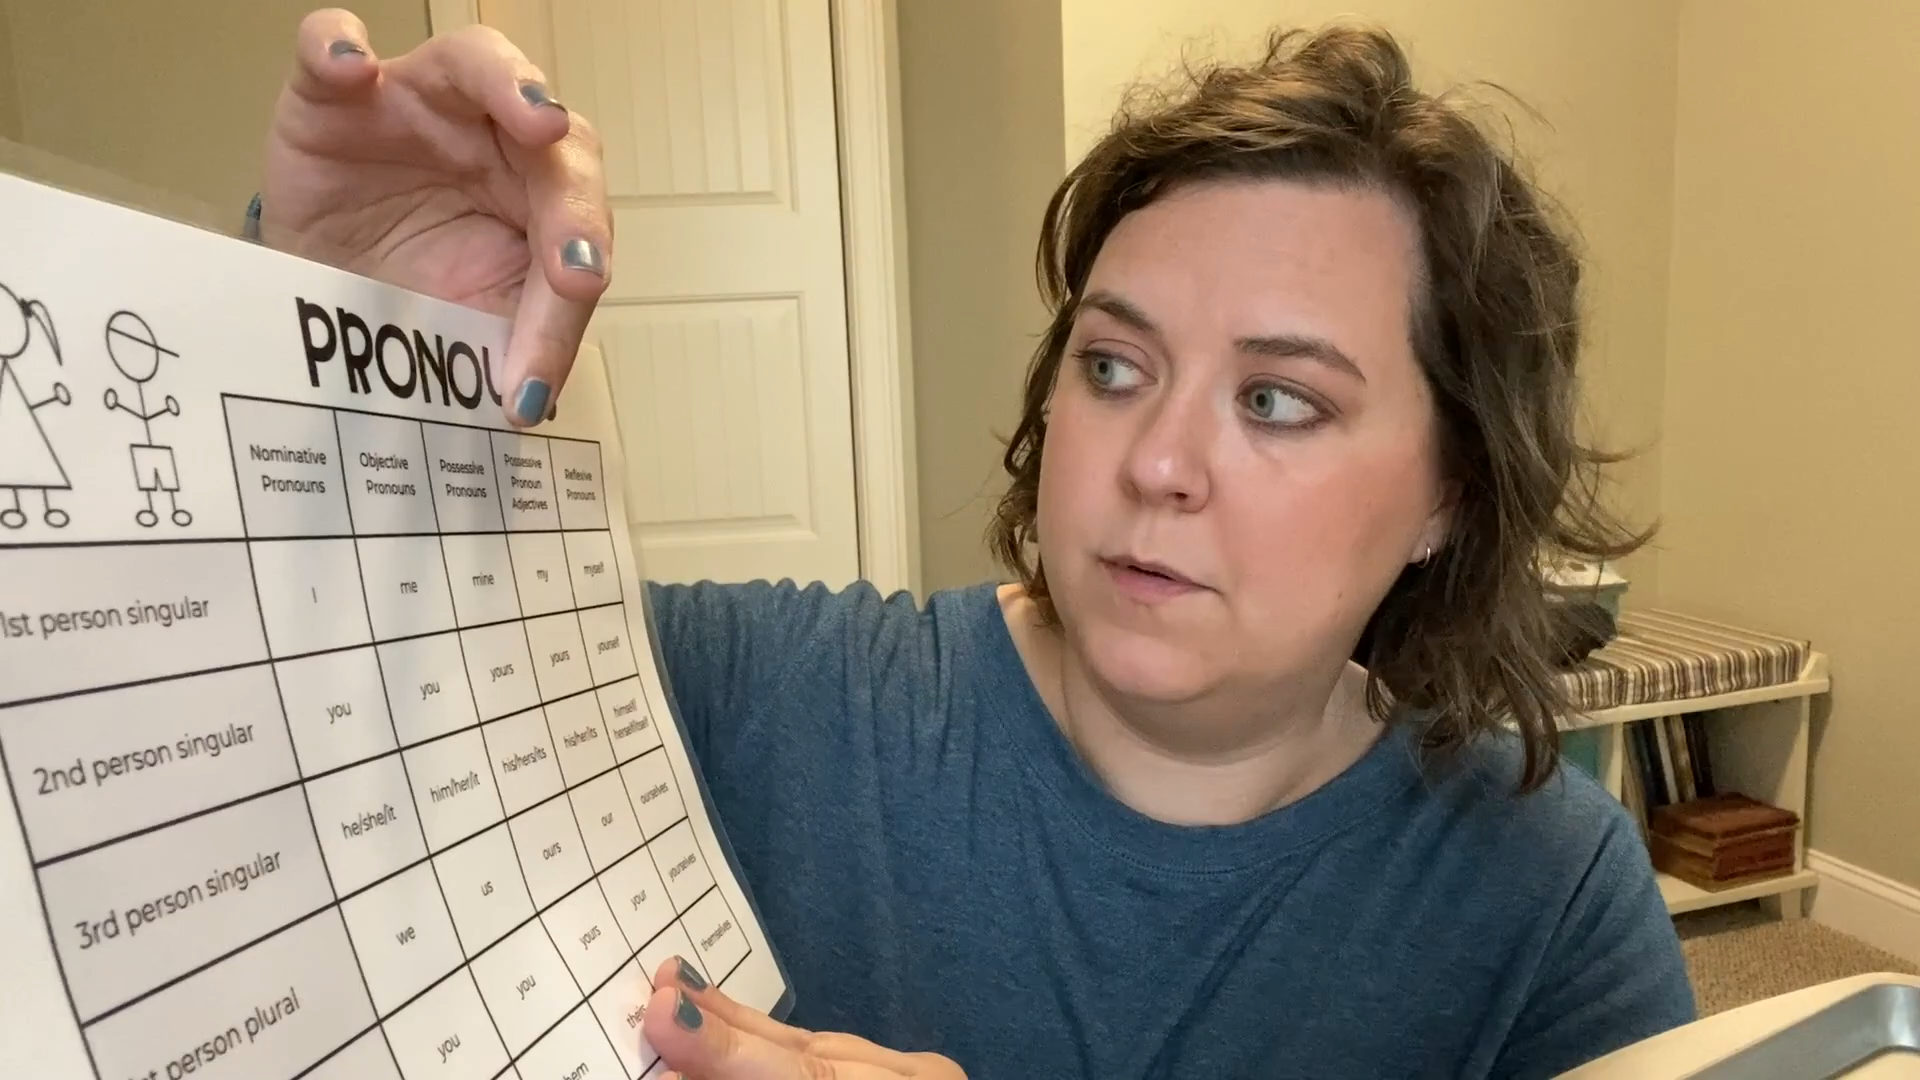 PRONOU
Nominative
Pronouns
Objective
Pronouns
Possessive
Pronouns
Possessive
Pronoun
Adjectives
Reflexive
Pronouns
1st person singular
I
me
mine
my
myself
2nd person singular
you
you
yours
yours
yourself
3rd person singular
he/she/it
him/her/it
his/hers/its
his/her/its
himself/
herself/itself
person plural
we
us
ours
our
ourselves
you
you
yours
your
yourselves
themselves